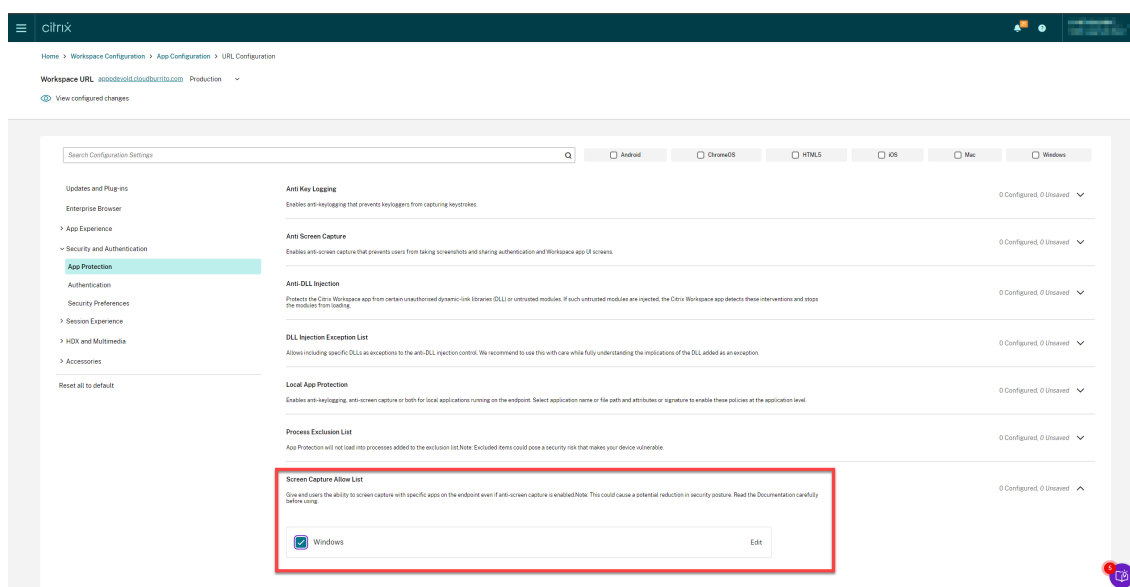 citrix
Home > Workspace Configuration > App Configuration > URL Configuration
Workspace URL apppdevold.cloudburrito.com Production
View configured changes
Search Configuration Settings
Android
ChromeOS
HTML5
iOS
Mac
Windows
Updates and Plug-ins
Enterprise Browser
> App Experience
Security and Authentication
App Protection
Authentication
Security Preferences
> Session Experience
> HDX and Multimedia
> Accessories
Reset all to default
Anti Key Logging
Enables anti-keylogging that prevents keyloggers from capturing keystrokes.
0 Configured, 0 Unsaved
Anti Screen Capture
Enables anti-screen capture that prevents users from taking screenshots and sharing authentication and Workspace app UI screens.
0 Configured, 0 Unsaved
Anti-DLL Injection
Protects the Citrix Workspace app from certain unauthorised dynamic-link libraries (DLL) or untrusted modules. If such untrusted modules are injected, the Citrix Workspace app detects these interventions and stops
the modules from loading.
0 Configured, 0 Unsaved
DLL Injection Exception List
Allows including specific DLLs as exceptions to the anti-DLL injection control. We recommend to use this with care while fully understanding the implications of the DLL added as an exception.
0 Configured, 0 Unsaved
Local App Protection
Enables anti-keylogging, anti-screen capture or both for local applications running on the endpoint. Select application name or file path and attributes or signature to enable these policies at the application level.
0 Configured, 0 Unsaved
Process Exclusion List
App Protection will not load into processes added to the exclusion list.Note: Excluded items could pose a security risk that makes your device vulnerable.
0 Configured, 0 Unsaved
Screen Capture Allow List
Give end users the ability to screen capture with specific apps on the endpoint even if anti-screen capture is enabled.Note: This could cause a potential reduction in security posture. Read the Documentation carefully
before using.
0 Configured, 0 Unsaved
Windows
Edit
5